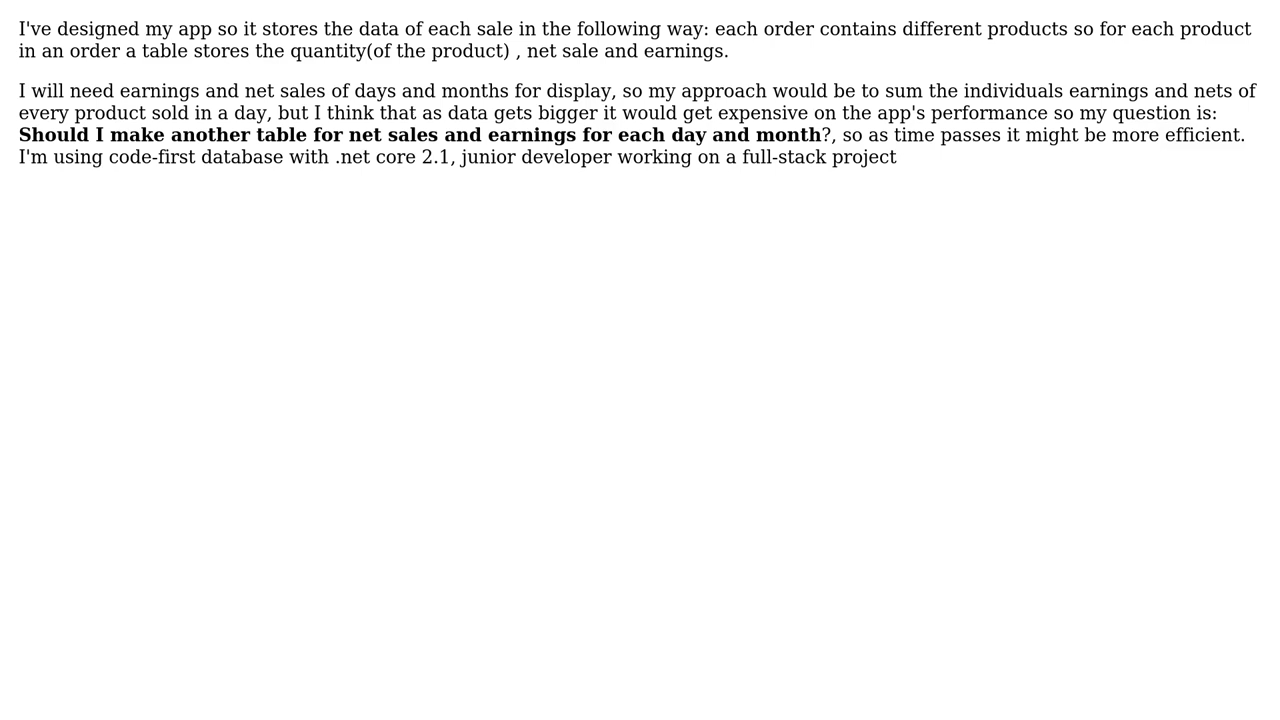 I've designed my app so it stores the data of each sale in the following way: each order contains different products so for each product
in an order a table stores the quantity(of the product) , net sale and earnings.
I will need earnings and net sales of days and months for display, so my approach would be to sum the individuals earnings and nets of
every product sold in a day, but I think that as data gets bigger it would get expensive on the app's performance so my question is:
Should I make another table for net sales and earnings for each day and month?, so as time passes it might be more efficient.
I'm using code-first database with .net core 2.1, junior developer working on a full-stack project